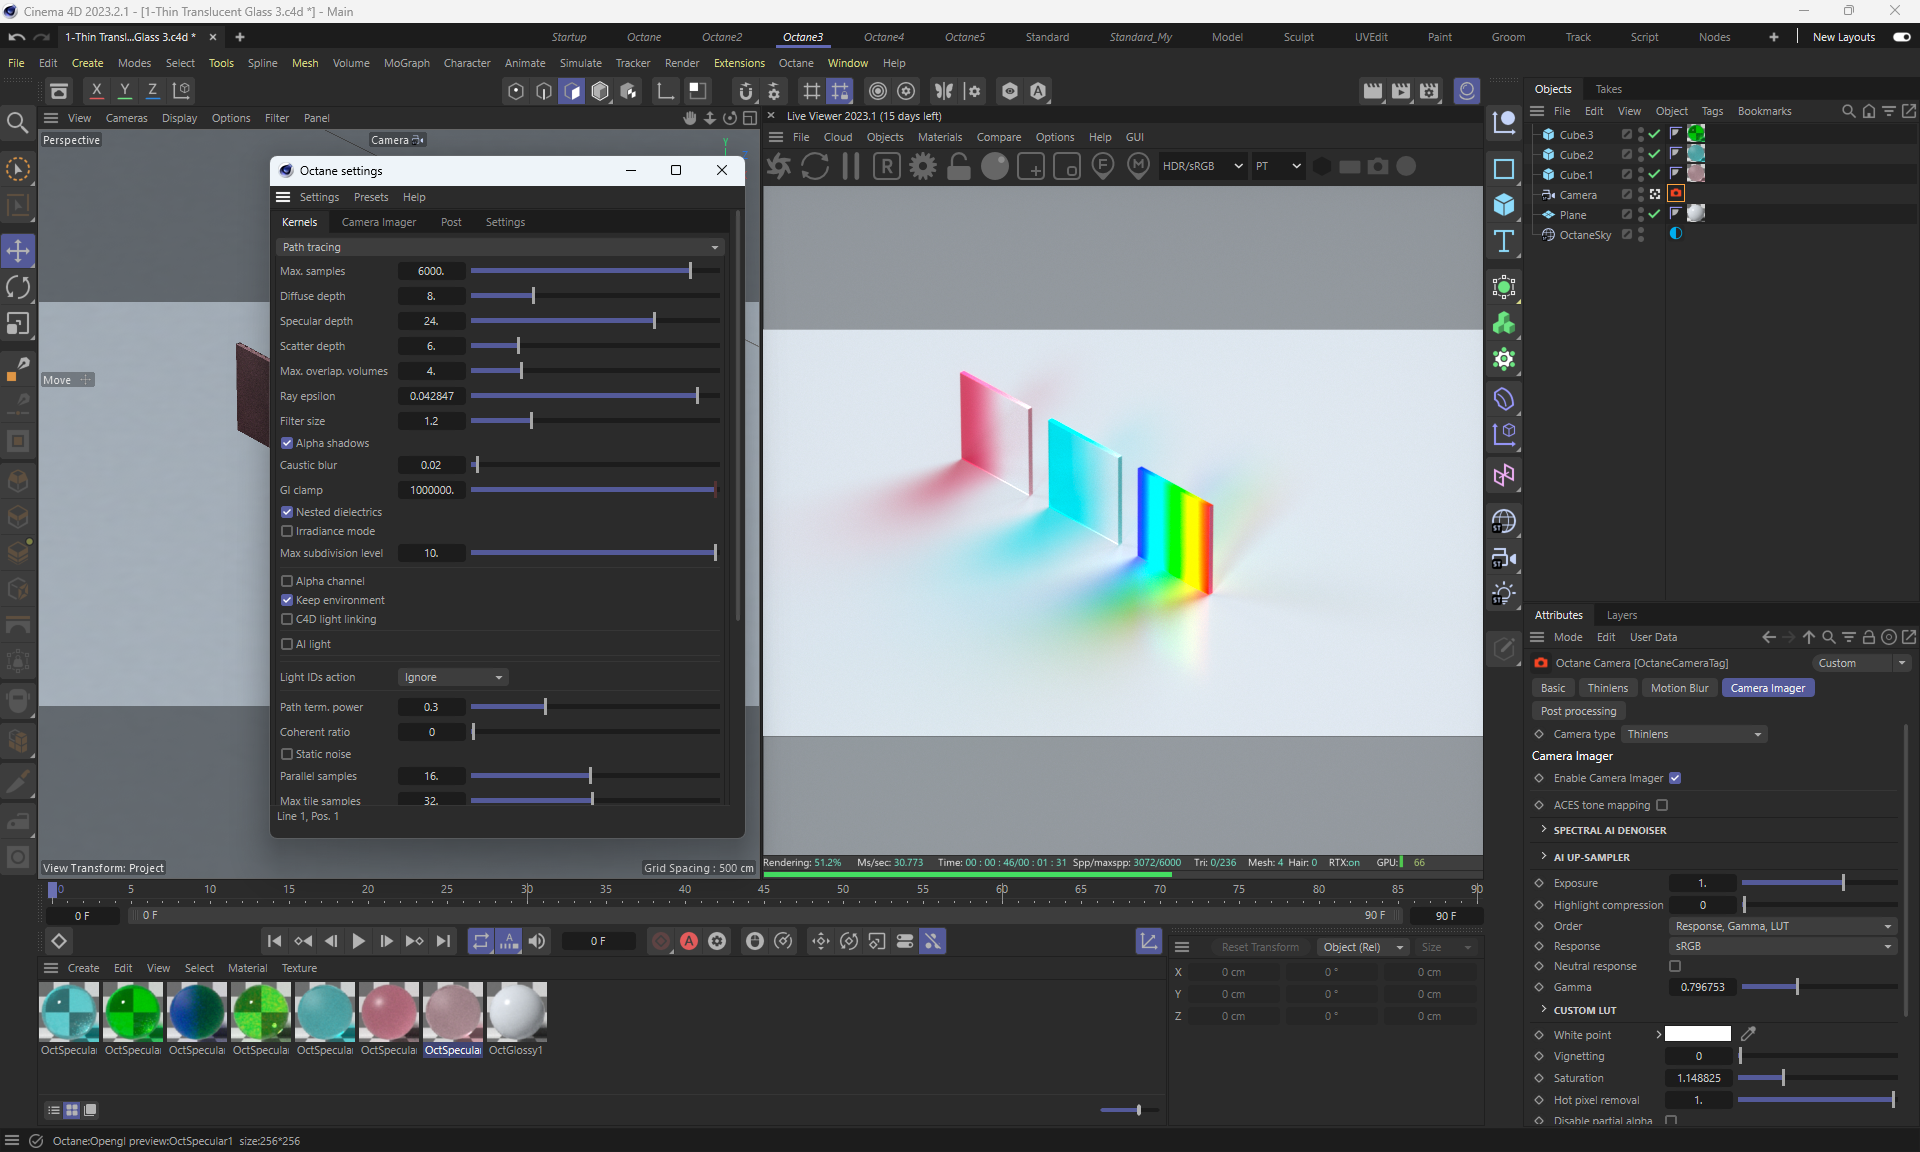 Cinema 4D 2023.2.1 - [1-Thin Translucent Glass 3.c4d *] - Main
1-Thin Transl...Glass 3.c4d *
Startup Octane Octane2 Octane3 Octane4 Octane5 Standard Standard_My Model Sculpt UVEdit Paint Groom Track Script Nodes New Layouts
File Edit Create Modes Select Tools Spline Mesh Volume MoGraph Character Animate Simulate Tracker Render Extensions Octane Window Help
X Y Z
View Cameras Display Options Filter Panel
Perspective
Camera
Y
Move
View Transform: Project
Grid Spacing : 500 cm
Octane settings
Settings Presets Help
Kernels Camera Imager Post Settings
Path tracing
Max. samples 6000.
Diffuse depth 8.
Specular depth 24.
Scatter depth 6.
Max. overlap. volumes 4.
Ray epsilon 0.042847
Filter size 1.2
Alpha shadows
Caustic blur 0.02
GI clamp 1000000.
Nested dielectrics
Irradiance mode
Max subdivision level 10.
Alpha channel
Keep environment
C4D light linking
AI light
Light IDs action Ignore
Path term. power 0.3
Coherent ratio 0
Static noise
Parallel samples 16.
Max tile samples 32.
Line 1, Pos. 1
Live Viewer 2023.1 (15 days left)
File Cloud Objects Materials Compare Options Help GUI
R F M HDR/sRGB PT
Rendering: 51.2% Ms/sec: 30.773 Time: 00 : 00 : 46/00 : 01 : 31 Spp/maxspp: 3072/6000 Tri: 0/236 Mesh: 4 Hair: 0 RTX:on GPU: 66
T
ST
ST
ST
Objects Takes
File Edit View Object Tags Bookmarks
Cube.3
Cube.2
Cube.1
Camera
Plane
OctaneSky
Attributes Layers
Mode Edit User Data
Octane Camera [OctaneCameraTag] Custom
Basic Thinlens Motion Blur Camera Imager
Post processing
Camera type Thinlens
Camera Imager
Enable Camera Imager
ACES tone mapping
SPECTRAL AI DENOISER
AI UP-SAMPLER
Exposure 1.
Highlight compression 0
Order Response, Gamma, LUT
Response sRGB
Neutral response
Gamma 0.796753
CUSTOM LUT
White point
Vignetting 0
Saturation 1.148825
Hot pixel removal 1.
Disable partial alpha
0 5 10 15 20 25 30 35 40 45 50 55 60 65 70 75 80 85 90
0 F 0 F 90 F 90 F
0 F A
Create Edit View Select Material Texture
OctSpecular OctSpecular OctSpecular OctSpecular OctSpecular OctSpecular OctSpecular OctGlossy1
Reset Transform Object (Rel) Size
X 0 cm 0 ° 0 cm
Y 0 cm 0 ° 0 cm
Z 0 cm 0 ° 0 cm
Octane:Opengl preview:OctSpecular1 size:256*256